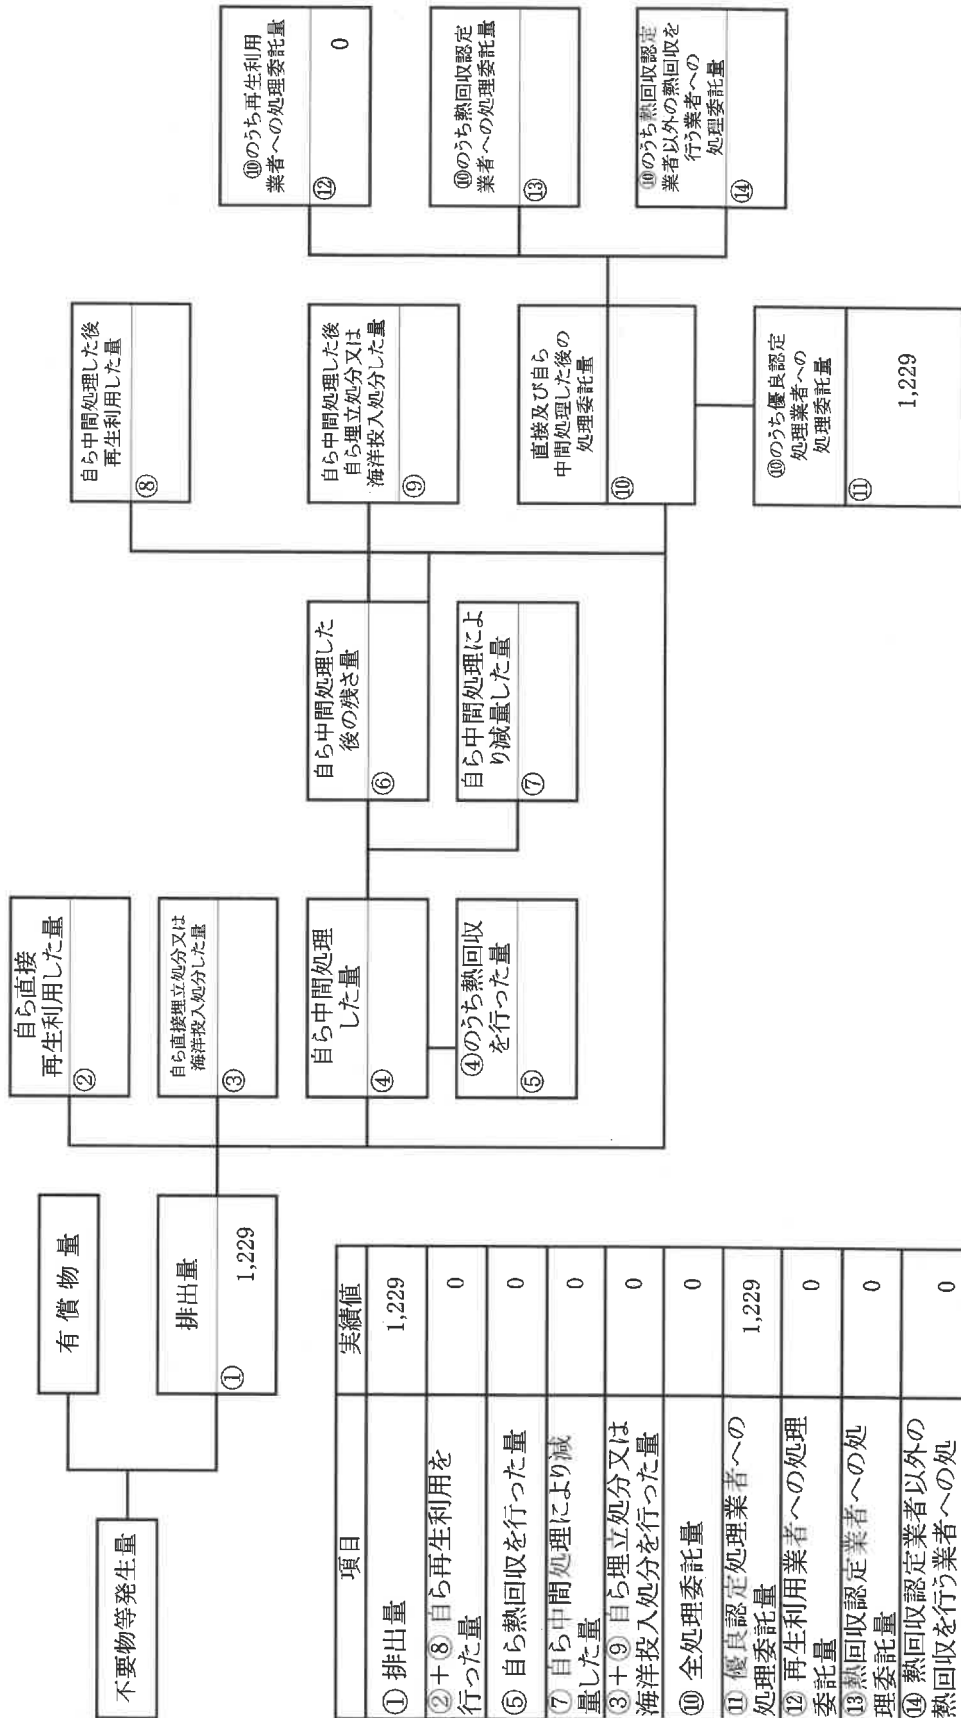 不要物等発生量
有償物量
排出量
①
1,229
自ら直接
再生利用した量
②
自ら直接埋立処分又は
海洋投入処分した量
③
自ら中間処理
した量
④
④のうち熱回収
を行った量
⑤
自ら中間処理した
後の残さ量
⑥
自ら中間処理によ
り減量した量
⑦
自ら中間処理した後
再生利用した量
⑧
自ら中間処理した後
自ら埋立処分又は
海洋投入処分した量
⑨
直接及び自ら
中間処理した後の
処理委託量
⑩
⑩のうち優良認定
処理業者への
処理委託量
⑪
1,229
⑩のうち再生利用
業者への処理委託量
⑫
0
⑩のうち熱回収認定
業者への処理委託量
⑬
⑩のうち熱回収認定
業者以外の熱回収を
行う業者への
処理委託量
⑭
項目 実績値
①排出量 1,229
②+⑧ 自ら再生利用を
行った量 0
⑤ 自ら熱回収を行った量 0
⑦ 自ら中間処理により減
量した量 0
③+⑨ 自ら埋立処分又は
海洋投入処分を行った量 0
⑩ 全処理委託量 0
⑪ 優良認定処理業者への
処理委託量 1,229
⑫ 再生利用業者への処理
委託量 0
⑬熱回収認定業者への処
理委託量 0
⑭ 熱回収認定業者以外の
熱回収を行う業者への処 0